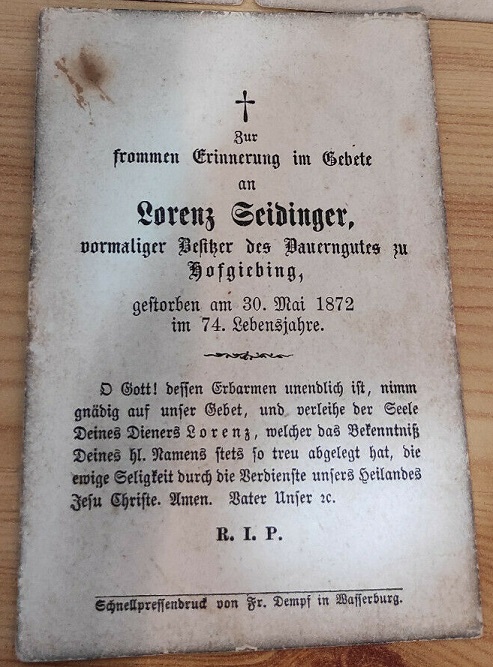 Zur
frommen Erinnerung im Gebete
an
Lorenz Seidinger,
vormaliger Besitzer des Bauerngutes zu
Hofgiebing,
gestorben am 30. Mai 1872
im 74. Lebensjahre.
O Gott! dessen Erbarmen unendlich ist, nimm
gnädig auf unser Gebet, und verleihe der Seele
Deines Dieners Lorenz, welcher das Bekenntniß
Deines hl. Namens stets so treu abgelegt hat, die
ewige Seligkeit durch die Verdienste unsers Heilandes
Jesu Christe. Amen. Vater Unser ꝛc.
R. I. P.
Schnellpressendruck von Fr. Dempf in Wasserburg.